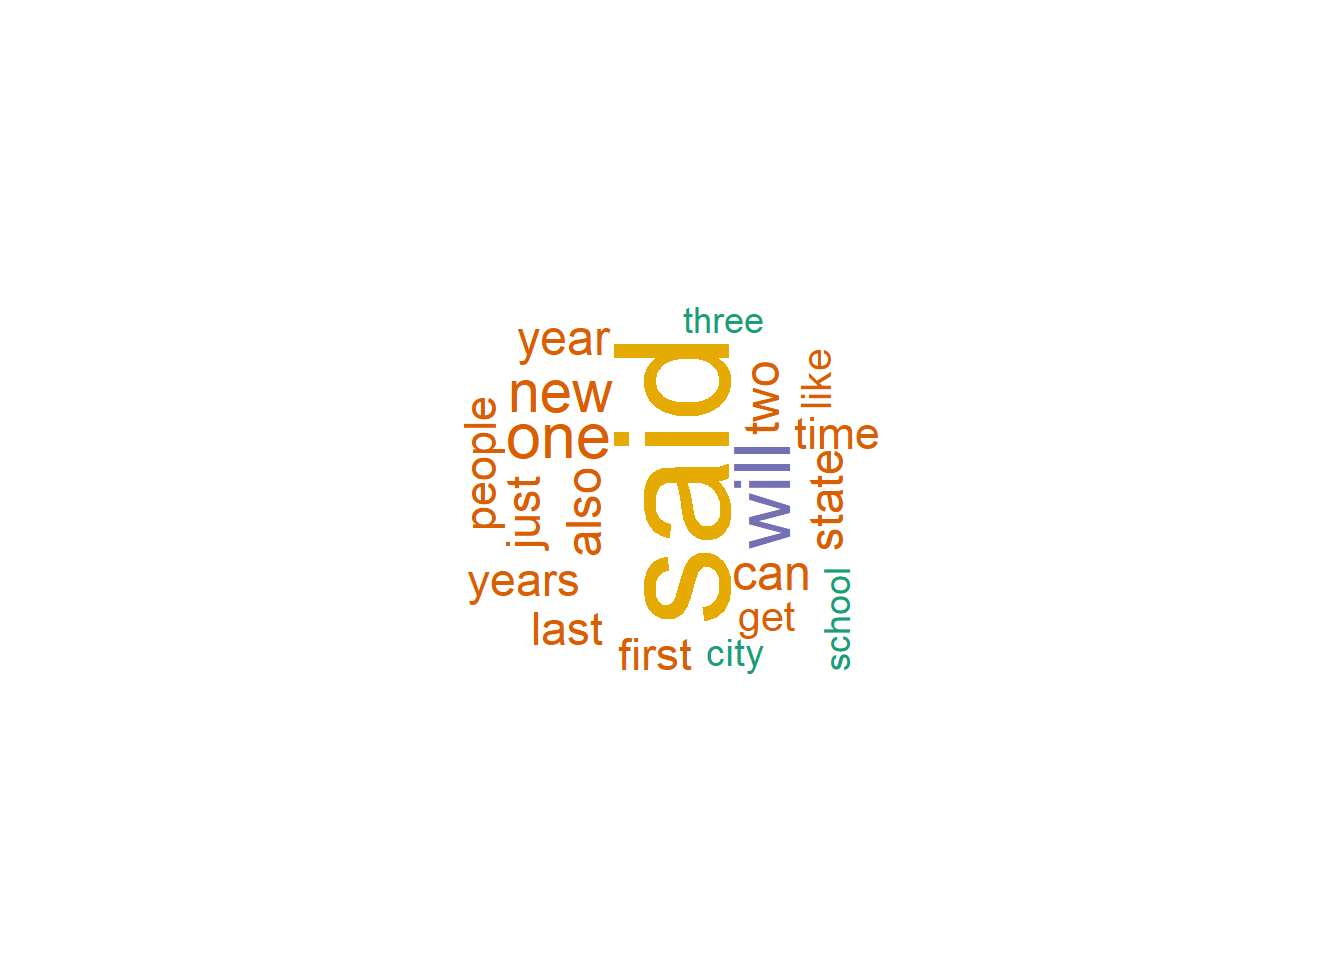 three
year
said
two
like
new
people
one
time
will
state
just
also
years
can
school
last
get
first
city